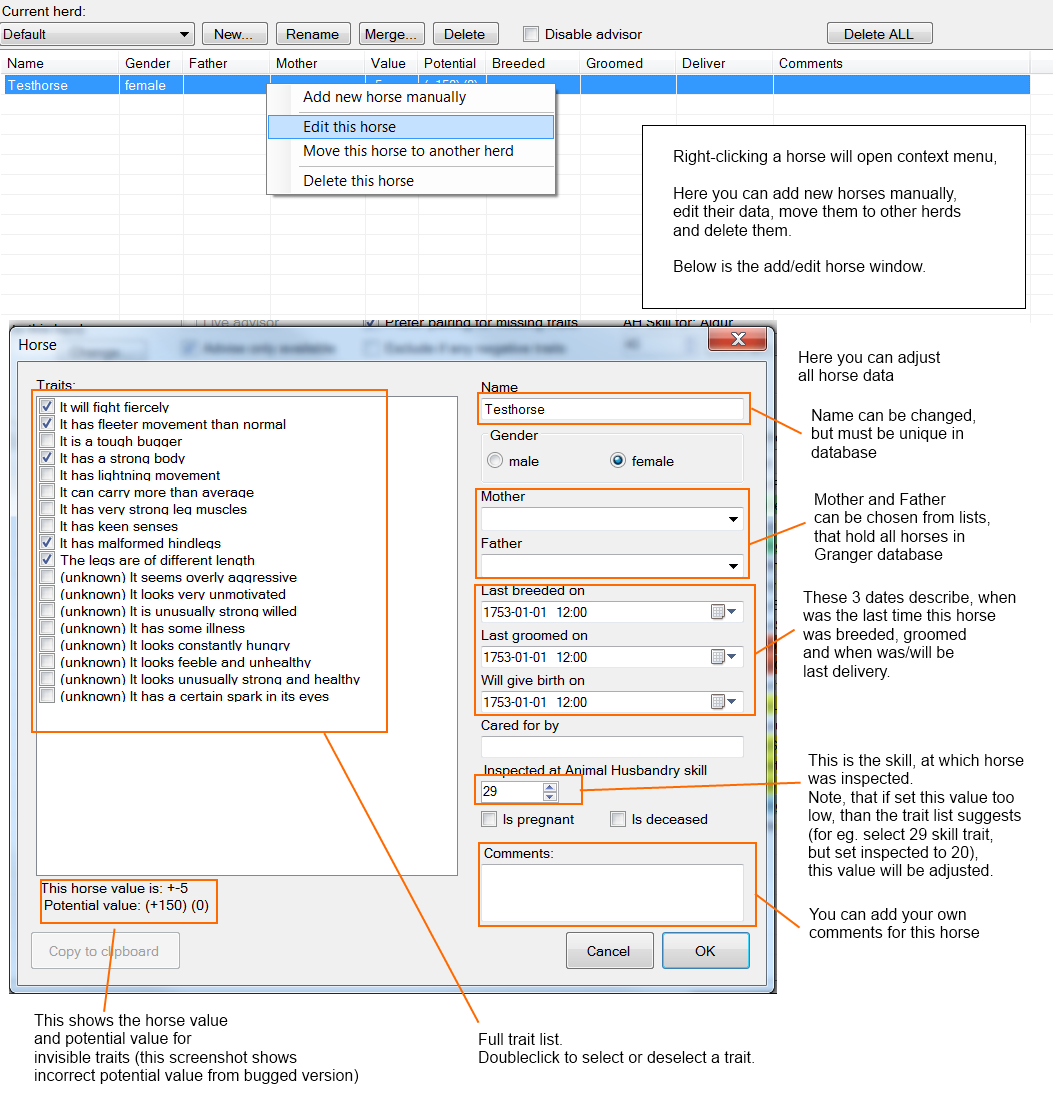 Current herd:
Default New... Rename Merge... Delete Disable advisor Delete ALL
Name Gender Father Mother Value Potential Breeded Groomed Deliver Comments
Testhorse female
Add new horse manually
Edit this horse
Move this horse to another herd
Delete this horse
Right-clicking a horse will open context menu,
Here you can add new horses manually,
edit their data, move them to other herds
and delete them.
Below is the add/edit horse window.
Live advisor Prefer pairing for missing traits AH Skill for: Aldur
Change... Advise only available Exclude if any negative traits
Horse
Traits:
It will fight fiercely
It has fleeter movement than normal
It is a tough bugger
It has a strong body
It has lightning movement
It can carry more than average
It has very strong leg muscles
It has keen senses
It has malformed hindlegs
The legs are of different length
(unknown) It seems overly aggressive
(unknown) It looks very unmotivated
(unknown) It is unusually strong willed
(unknown) It has some illness
(unknown) It looks constantly hungry
(unknown) It looks feeble and unhealthy
(unknown) It looks unusually strong and healthy
(unknown) It has a certain spark in its eyes
This horse value is: +-5
Potential value: (+150) (0)
Copy to clipboard
Name
Testhorse
Gender
male female
Mother
Father
Last breeded on
1753-01-01 12:00
Last groomed on
1753-01-01 12:00
Will give birth on
1753-01-01 12:00
Cared for by
Inspected at Animal Husbandry skill
29
Is pregnant Is deceased
Comments:
Cancel OK
Here you can adjust
all horse data
Name can be changed,
but must be unique in
database
Mother and Father
can be chosen from lists,
that hold all horses in
Granger database
These 3 dates describe, when
was the last time this horse
was breeded, groomed
and when was/will be
last delivery.
This is the skill, at which horse
was inspected.
Note, that if set this value too
low, than the trait list suggests
(for eg. select 29 skill trait,
but set inspected to 20),
this value will be adjusted.
You can add your own
comments for this horse
This shows the horse value
and potential value for
invisible traits (this screenshot shows
incorrect potential value from bugged version)
Full trait list.
Doubleclick to select or deselect a trait.